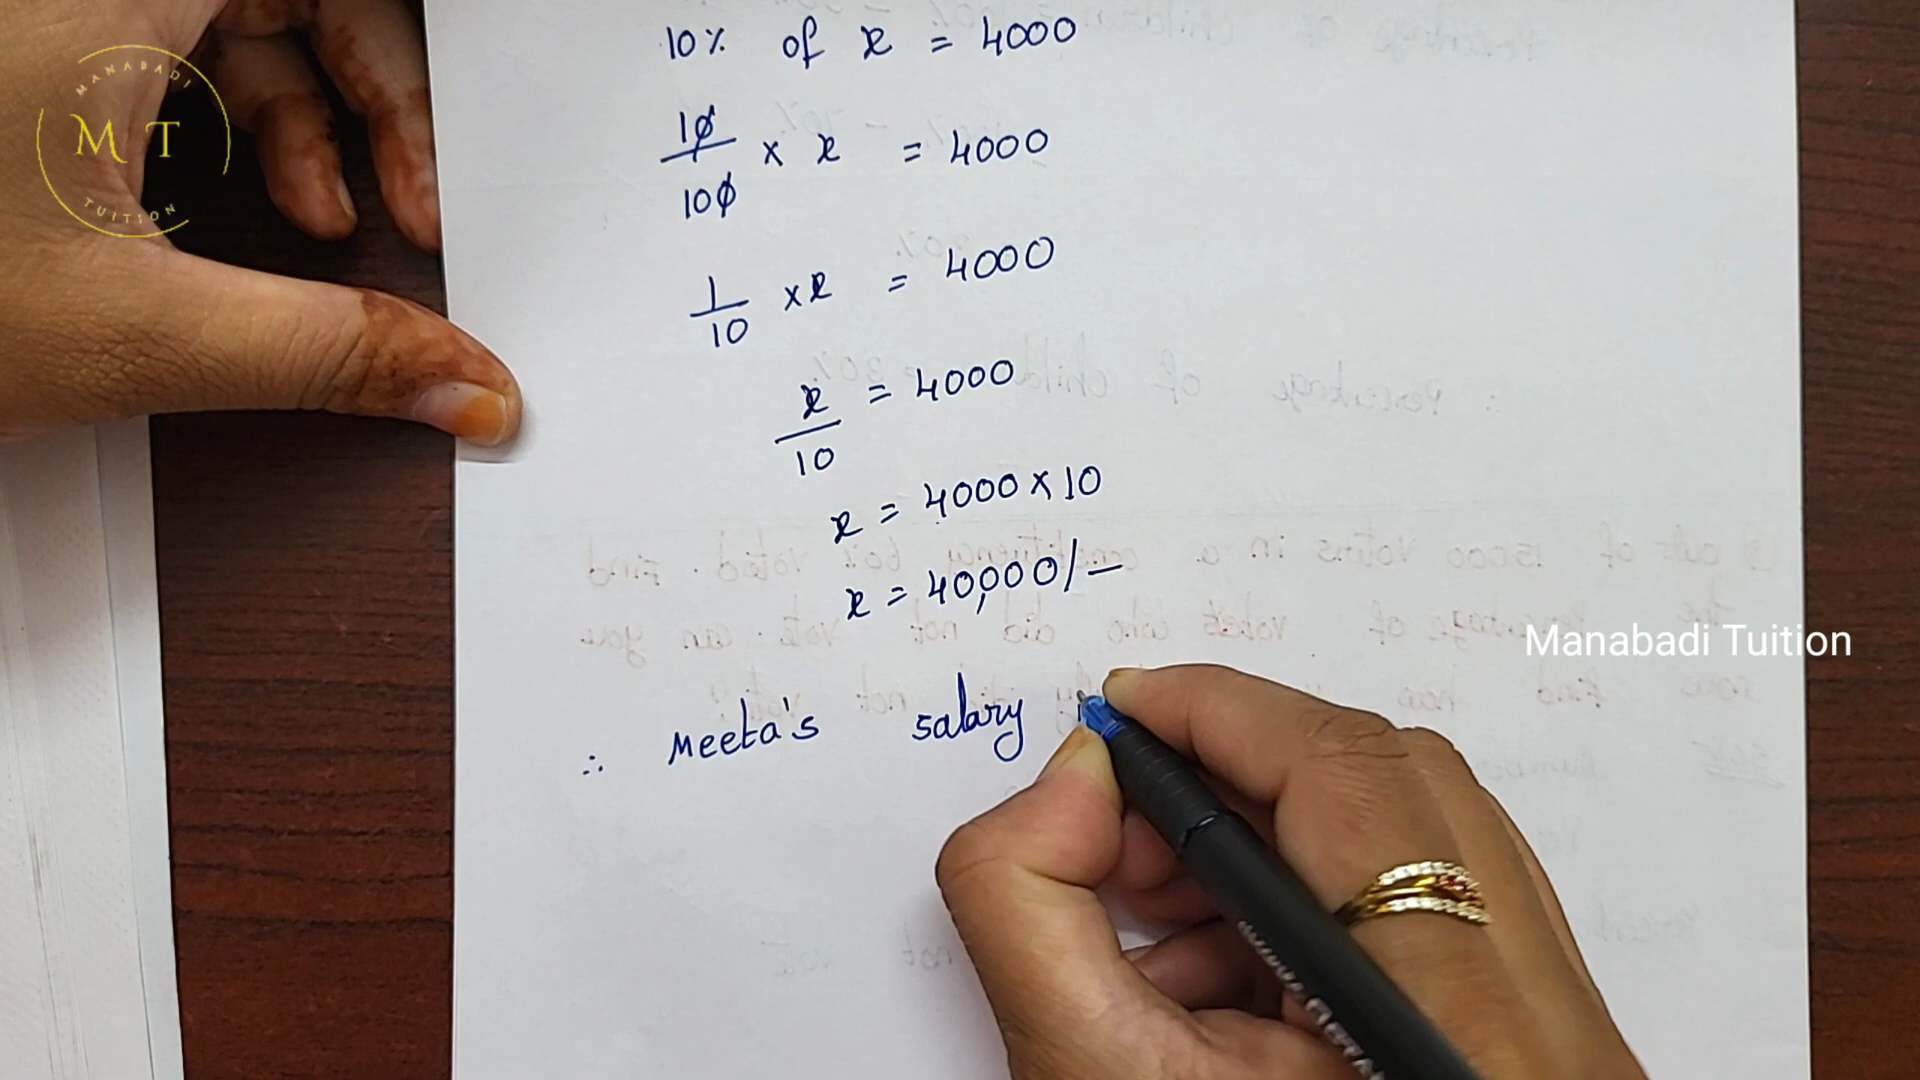 10% of x = 4000
10/100 × x = 4000
1/10 × x = 4000
x/10 = 4000
x = 4000 × 10
x = 40,000/-
∴ Meeta's salary
MANABADI
M T
TUITION
Manabadi Tuition